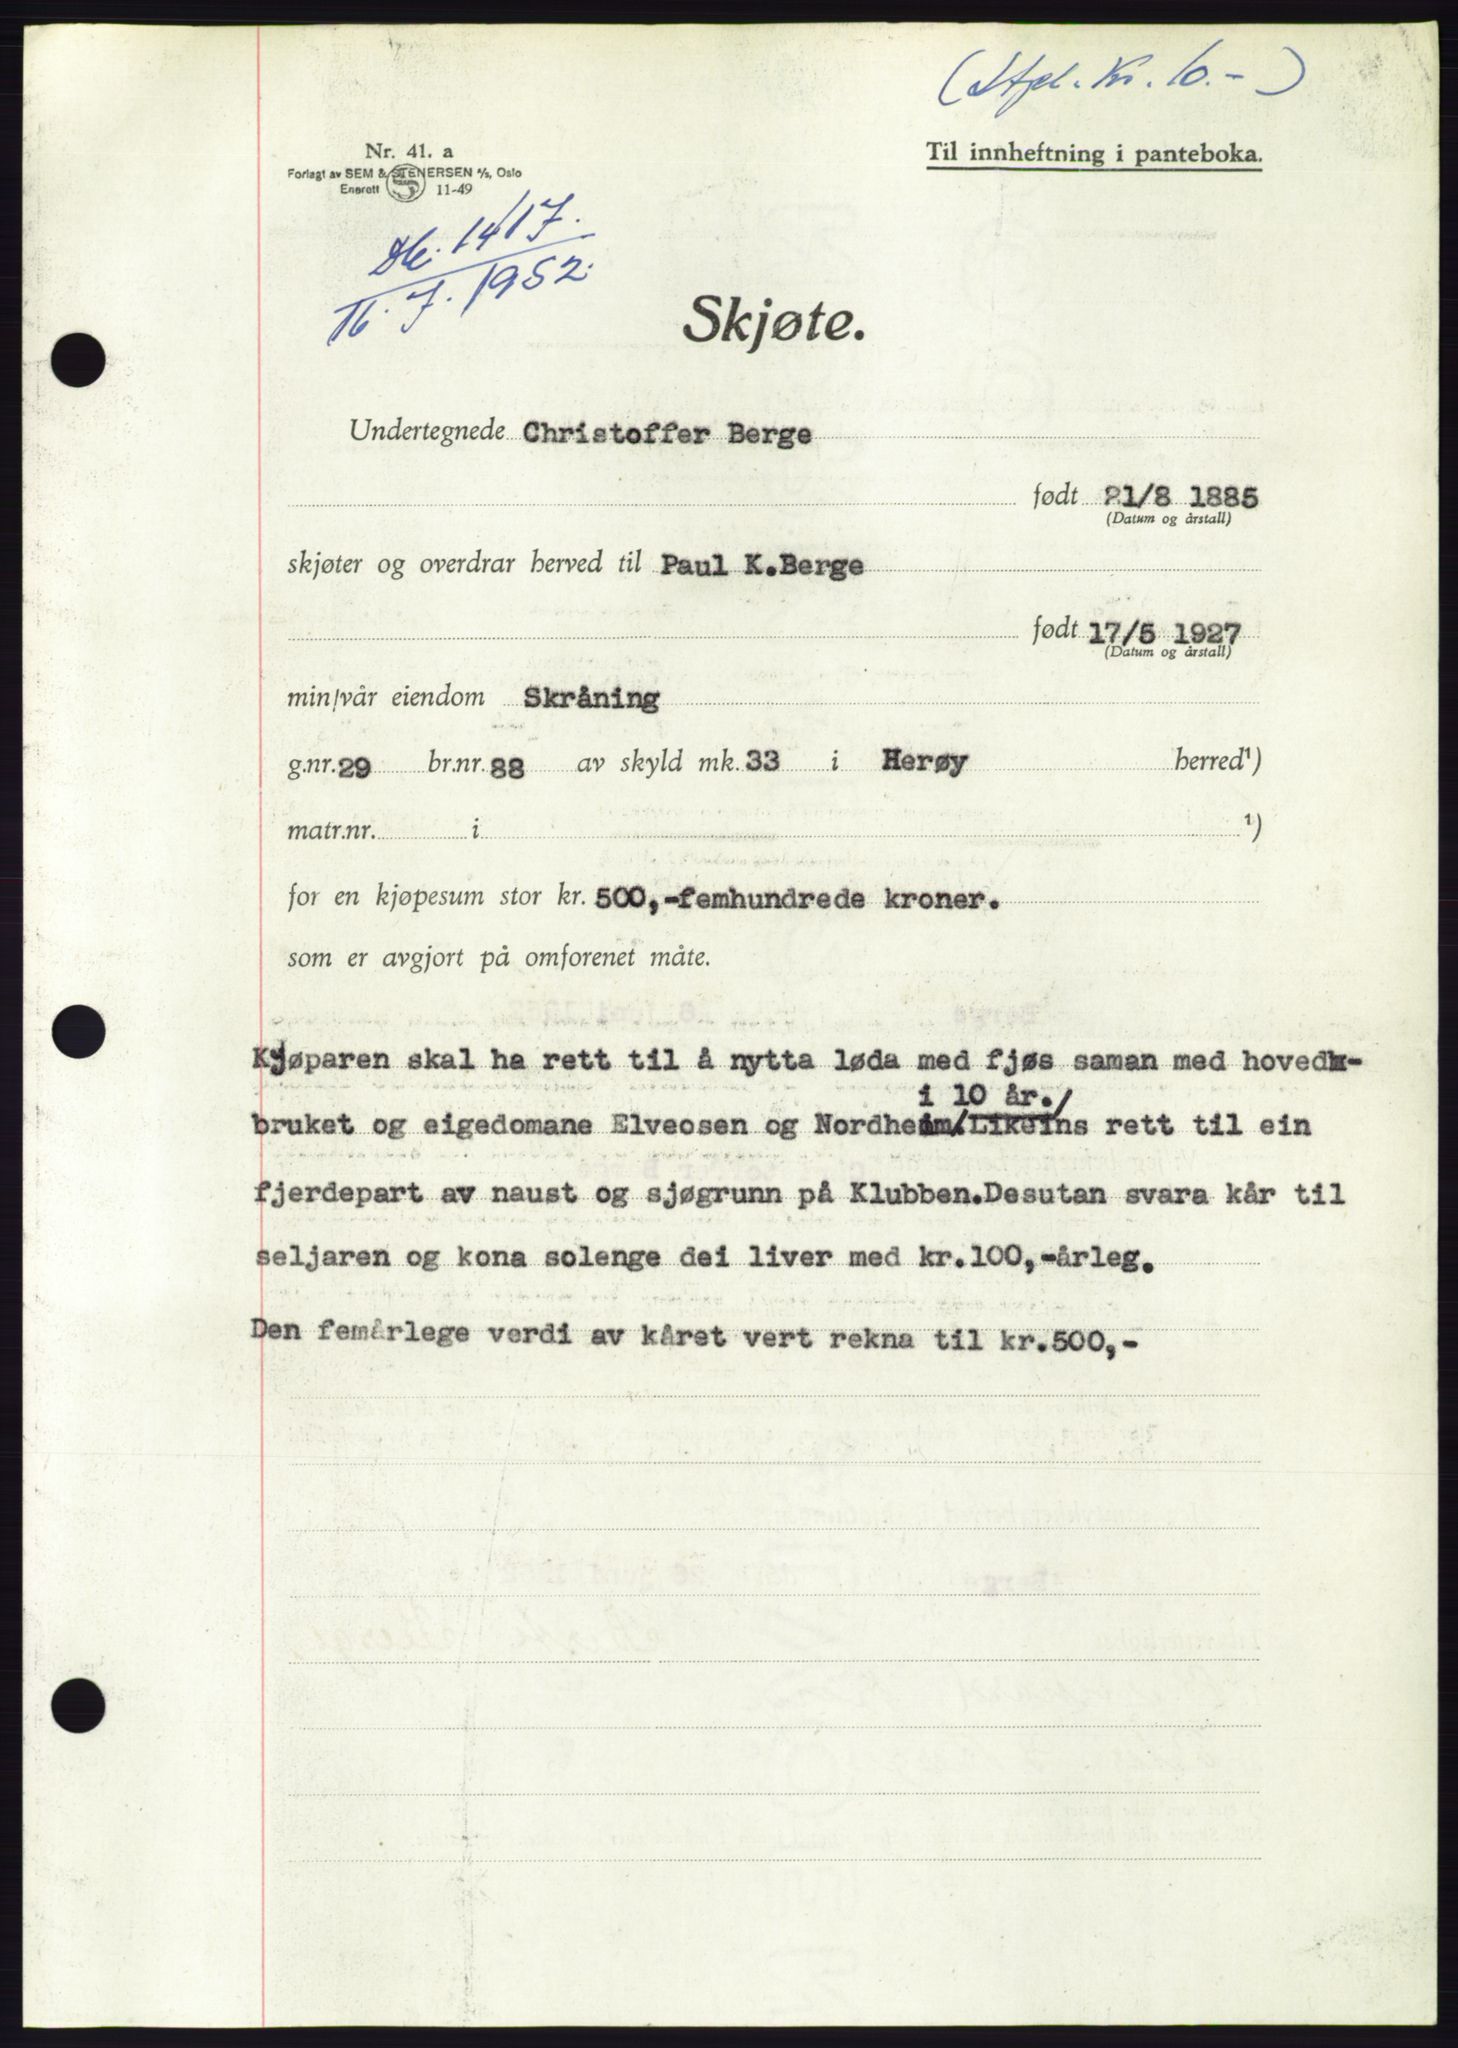 (Stpl. Kr. 10.-)
Nr. 41. a
Forlagt av SEM & STENERSEN A/S, Oslo
Enerett 11-49
Til innheftning i panteboka.
Db. 1417.
16. 7. 1952.
Skjøte.
Undertegnede Christoffer Berge
født 21/8 1885
(Datum og årstall)
skjøter og overdrar herved til Paul K.Berge
født 17/5 1927
(Datum og årstall)
min/vår eiendom Skråning
g.nr. 29 br.nr. 88 av skyld mk. 33 i Herøy herred¹)
matr.nr. i ¹)
for en kjøpesum stor kr. 500,-femhundrede kroner.
som er avgjort på omforenet måte.
Kjøparen skal ha rett til å nytta løda med fjøs saman med hoved-
i 10 år./
bruket og eigedomane Elveosen og Nordheim/. Likeins rett til ein
fjerdepart av naust og sjøgrunn på Klubben.Desutan svara kår til
seljaren og kona solenge dei liver med kr.100,-årleg.
Den femårlege verdi av kåret vert rekna til kr.500,-